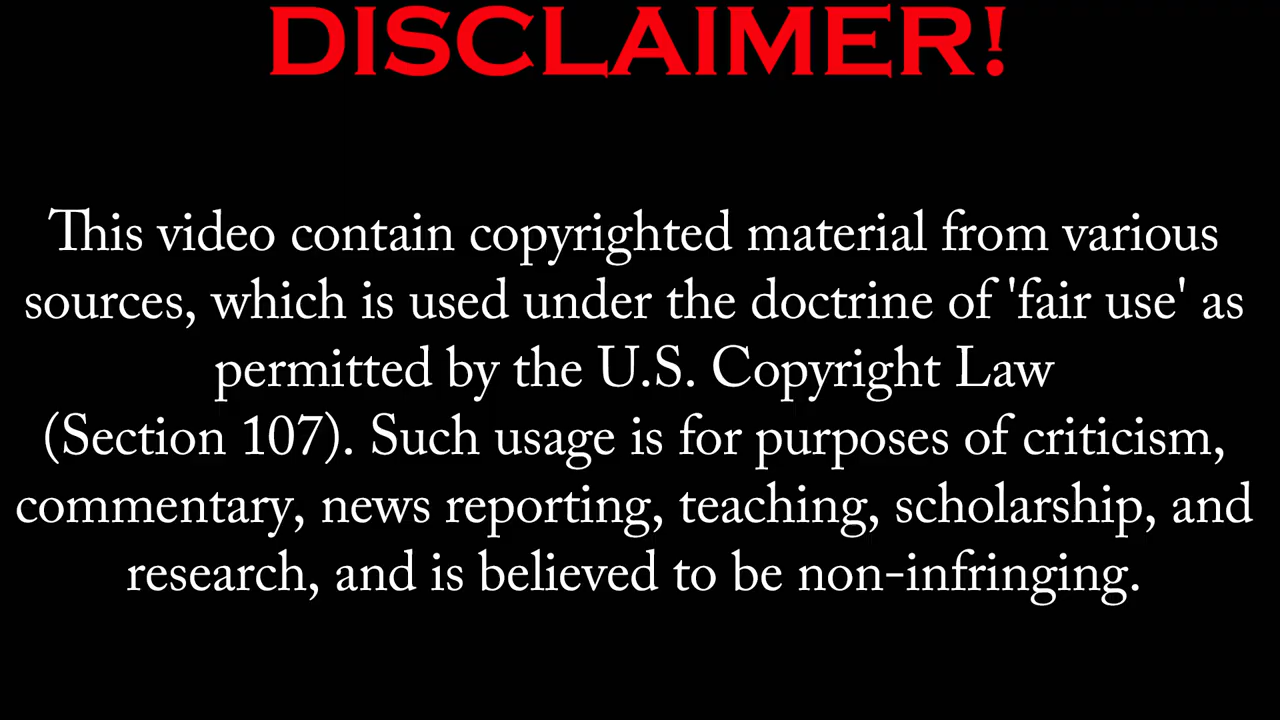 DISCLAIMER!
This video contain copyrighted material from various
sources, which is used under the doctrine of 'fair use' as
permitted by the U.S. Copyright Law
(Section 107). Such usage is for purposes of criticism,
commentary, news reporting, teaching, scholarship, and
research, and is believed to be non-infringing.